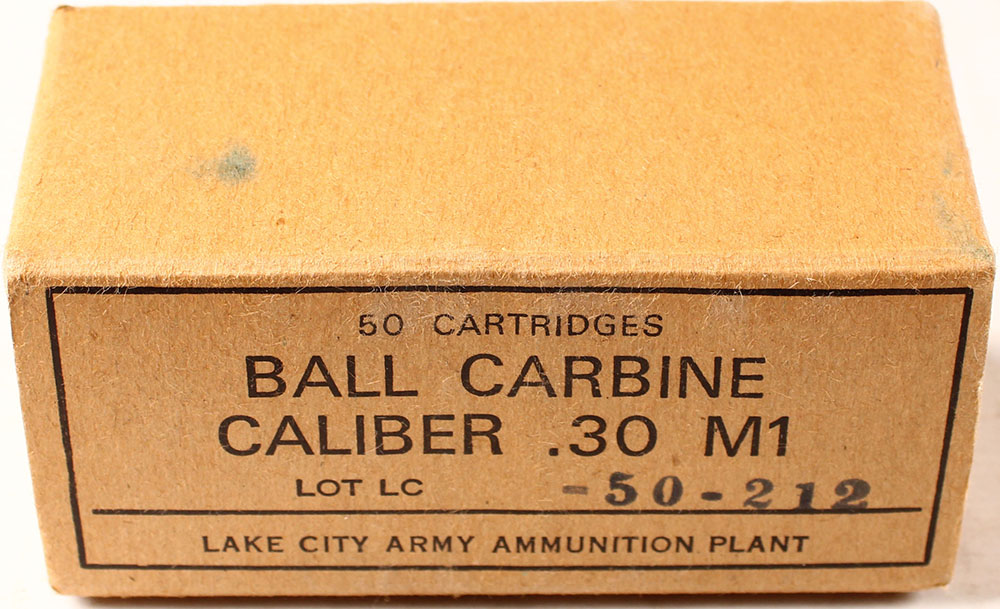 50 CARTRIDGES
BALL CARBINE
CALIBER .30 M1
LOT LC -50-212
LAKE CITY ARMY AMMUNITION PLANT